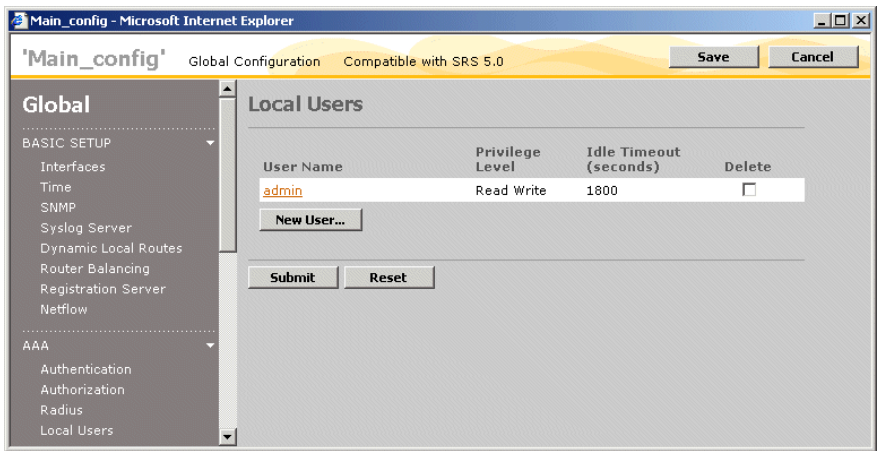 Main_config - Microsoft Internet Explorer
'Main_config' Global Configuration Compatible with SRS 5.0 Save Cancel
Global
BASIC SETUP
Interfaces
Time
SNMP
Syslog Server
Dynamic Local Routes
Router Balancing
Registration Server
Netflow
AAA
Authentication
Authorization
Radius
Local Users
Local Users
User Name Privilege Level Idle Timeout (seconds) Delete
admin Read Write 1800
New User...
Submit Reset